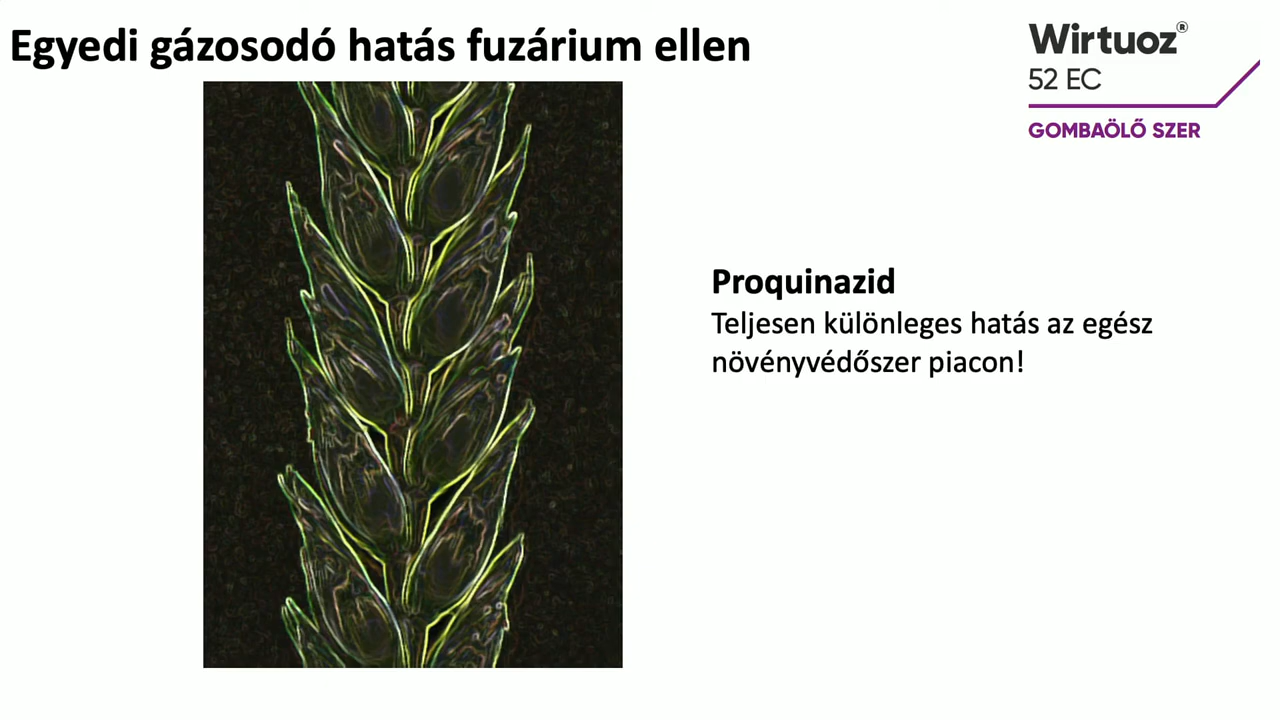 Egyedi gázosodó hatás fuzárium ellen
Wirtuoz®
52 EC
GOMBAÖLŐ SZER
Proquinazid
Teljesen különleges hatás az egész
növényvédőszer piacon!